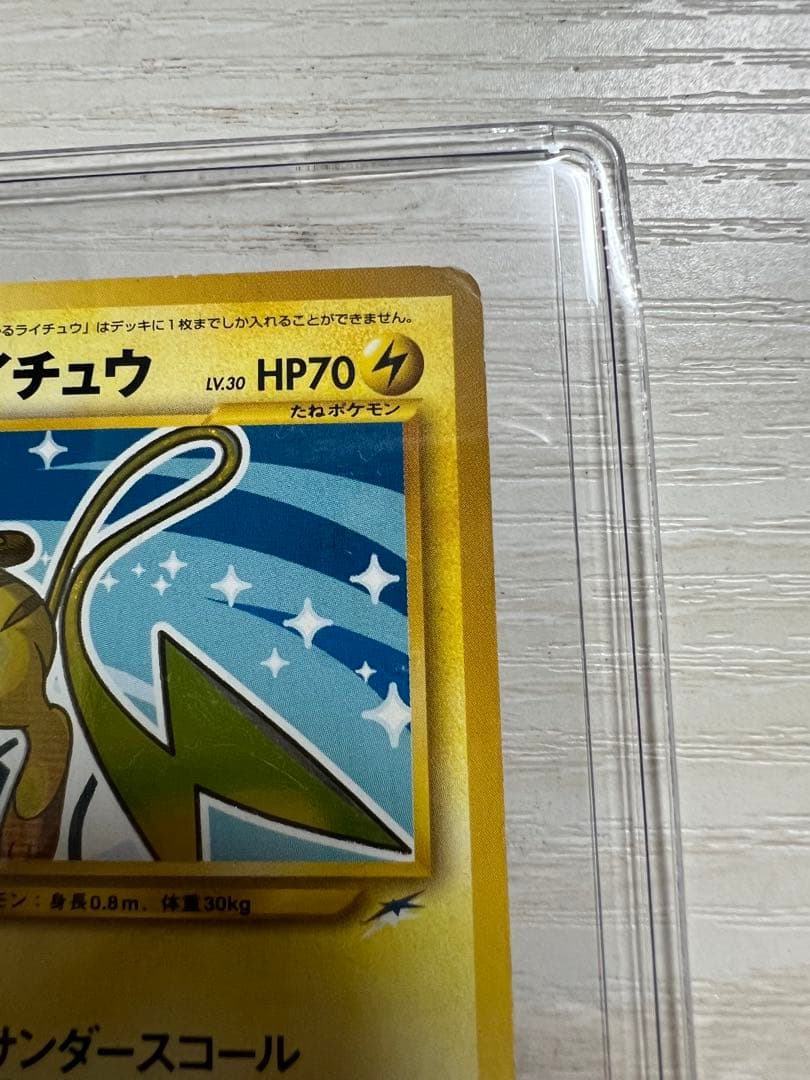 るライチュウ」はデッキに1枚までしか入れることができません。
イチュウ LV.30 HP70
たねポケモン
モン：身長0.8m、体重30kg
サンダースコール